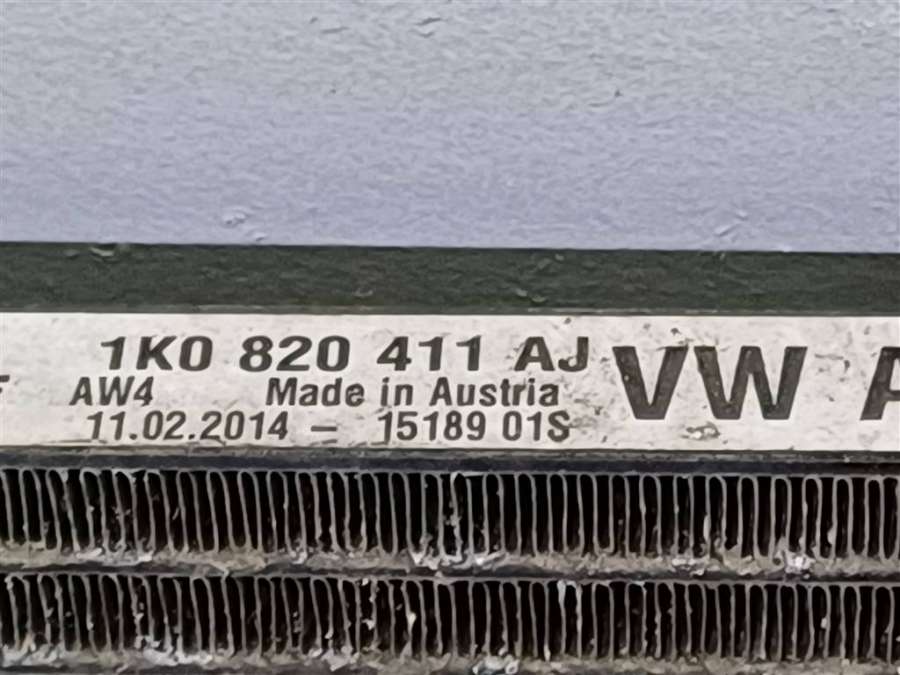 1K0 820 411 AJ VW A
AW4 Made in Austria
11.02.2014 – 15189 01S